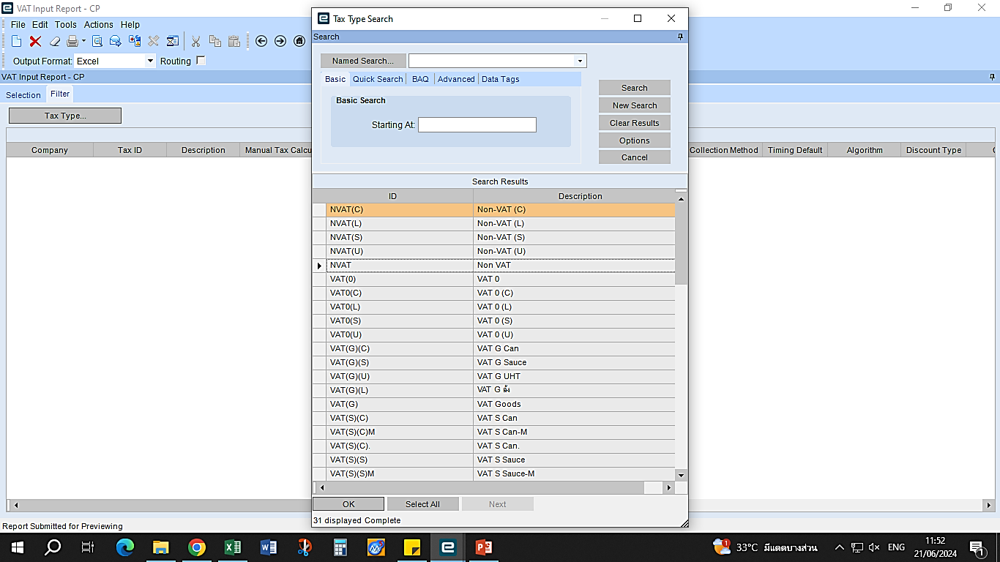 VAT Input Report - CP
File Edit Tools Actions Help
Output Format: Excel Routing
VAT Input Report - CP
Selection Filter
Tax Type...
Company Tax ID Description Manual Tax Calcu
Collection Method Timing Default Algorithm Discount Type
Tax Type Search
Search
Named Search...
Basic Quick Search BAQ Advanced Data Tags
Basic Search
Starting At:
Search
New Search
Clear Results
Options
Cancel
Search Results
ID Description
NVAT(C) Non-VAT (C)
NVAT(L) Non-VAT (L)
NVAT(S) Non-VAT (S)
NVAT(U) Non-VAT (U)
NVAT Non VAT
VAT(0) VAT 0
VAT0(C) VAT 0 (C)
VAT0(L) VAT 0 (L)
VAT0(S) VAT 0 (S)
VAT0(U) VAT 0 (U)
VAT(G)(C) VAT G Can
VAT(G)(S) VAT G Sauce
VAT(G)(U) VAT G UHT
VAT(G)(L) VAT G
VAT(G) VAT Goods
VAT(S)(C) VAT S Can
VAT(S)(C)M VAT S Can-M
VAT(S)(C). VAT S Can.
VAT(S)(S) VAT S Sauce
VAT(S)(S)M VAT S Sauce-M
OK Select All Next
31 displayed Complete
Report Submitted for Previewing
33°C มีแดดบางส่วน ENG
11:52
21/06/2024